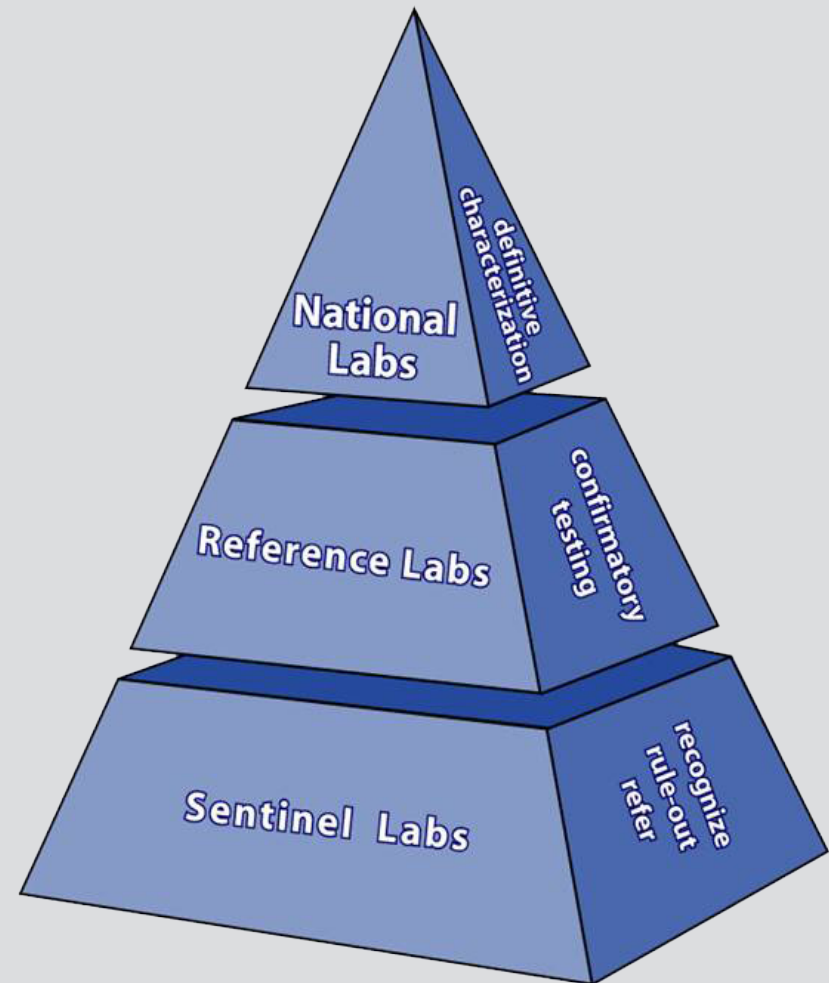 National
Labs
definitive
characterization
Reference Labs
confirmatory
testing
Sentinel Labs
recognize
rule-out
refer